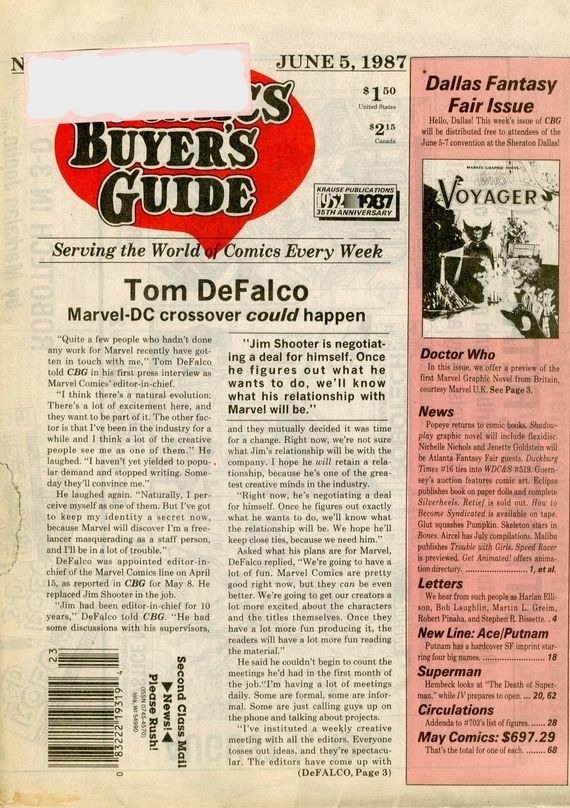 N
JUNE 5, 1987
BUYER'S
GUIDE
$1 50
United States
$2 15
Canada
KRAUSE PUBLICATIONS
1952 1987
35TH ANNIVERSARY
Serving the World of Comics Every Week
Tom DeFalco
Marvel-DC crossover could happen
"Quite a few people who hadn't done
any work for Marvel recently have got-
ten in touch with me," Tom DeFalco
told CBG in his first press interview as
Marvel Comics' editor-in-chief.
"I think there's a natural evolution:
There's a lot of excitement here, and
they want to be part of it. The other fac-
tor is that I've been in the industry for a
while and I think a lot of the creative
people see me as one of them." He
laughed. "I haven't yet yielded to popu-
lar demand and stopped writing. Some-
day they'll convince me."
He laughed again. "Naturally, I per-
ceive myself as one of them. But I've got
to keep my identity a secret now,
because Marvel will discover I'm a free-
lancer masquerading as a staff person,
and I'll be in a lot of trouble."
DeFalco was appointed editor-in-
chief of the Marvel Comics line on April
15, as reported in CBG for May 8. He
replaced Jim Shooter in the job.
"Jim had been editor-in-chief for 10
years," DeFalco told CBG. "He had
some discussions with his supervisors,
"Jim Shooter is negotiat-
ing a deal for himself. Once
he figures out what he
wants to do, we'll know
what his relationship with
Marvel will be."
and they mutually decided it was time
for a change. Right now, we're not sure
what Jim's relationship will be with the
company. I hope he will retain a rela-
tionship, because he's one of the grea-
test creative minds in the industry.
"Right now, he's negotiating a deal
for himself. Once he figures out exactly
what he wants to do, we'll know what
the relationship will be. We hope he'll
keep close ties, because we need him."
Asked what his plans are for Marvel,
DeFalco replied, "We're going to have a
lot of fun. Marvel Comics are pretty
good right now, but they can be even
better. We're going to get our creators a
lot more excited about the characters
and the titles themselves. Once they
have a lot more fun producing it, the
readers will have a lot more fun reading
the material."
He said he couldn't begin to count the
meetings he'd had in the first month of
the job. "I'm having a lot of meetings
daily. Some are formal, some are infor-
mal. Some are just calling guys up on
the phone and talking about projects.
"I've instituted a weekly creative
meeting with all the editors. Everyone
tosses out ideas, and they're spectacu-
lar. The editors have come up with
(DeFALCO, Page 3)
23
0 83222 19319 4
Second Class Mail
News!
Please Rush!
(ISSN 0745-4570)
Iola, WI 54990
Dallas Fantasy
Fair Issue
Hello, Dallas! This week's issue of CBG
will be distributed free to attendees of the
June 5-7 convention at the Sheraton Dallas!
MARVEL GRAPHIC NOVEL
WHO
VOYAGER
Doctor Who
In this issue, we offer a preview of the
first Marvel Graphic Novel from Britain,
courtesy Marvel U.K. See Page 3.
News
Popeye returns to comic books. Shadow-
play graphic novel will include flexidisc.
Nichelle Nichols and Jenette Goldstein will
be Atlanta Fantasy Fair guests. Duckburg
Times #16 ties into WDC&S #519. Guern-
sey's auction features comic art. Eclipse
publishes book on paper dolls and complete
Silverheels. Retief is sold out. How to
Become Syndicated is available on tape.
Glut squashes Pumpkin. Skeleton stars in
Bones. Aircel has July compilations. Malibu
publishes Trouble with Girls. Speed Racer
is previewed. Get Animated! offers anima-
tion directory. 1, et al.
Letters
We hear from such people as Harlan Elli-
son, Bob Laughlin, Martin L. Greim,
Robert Pinaha, and Stephen R. Bissette. . 4
New Line: Ace/Putnam
Putnam has a hardcover SF imprint star-
ring four big names. 18
Superman
Hembeck looks at "The Death of Super-
man," while IV prepares to open. ... 20, 62
Circulations
Addenda to #703's list of figures. ...... 28
May Comics: $697.29
That's the total for one of each. ....... 68